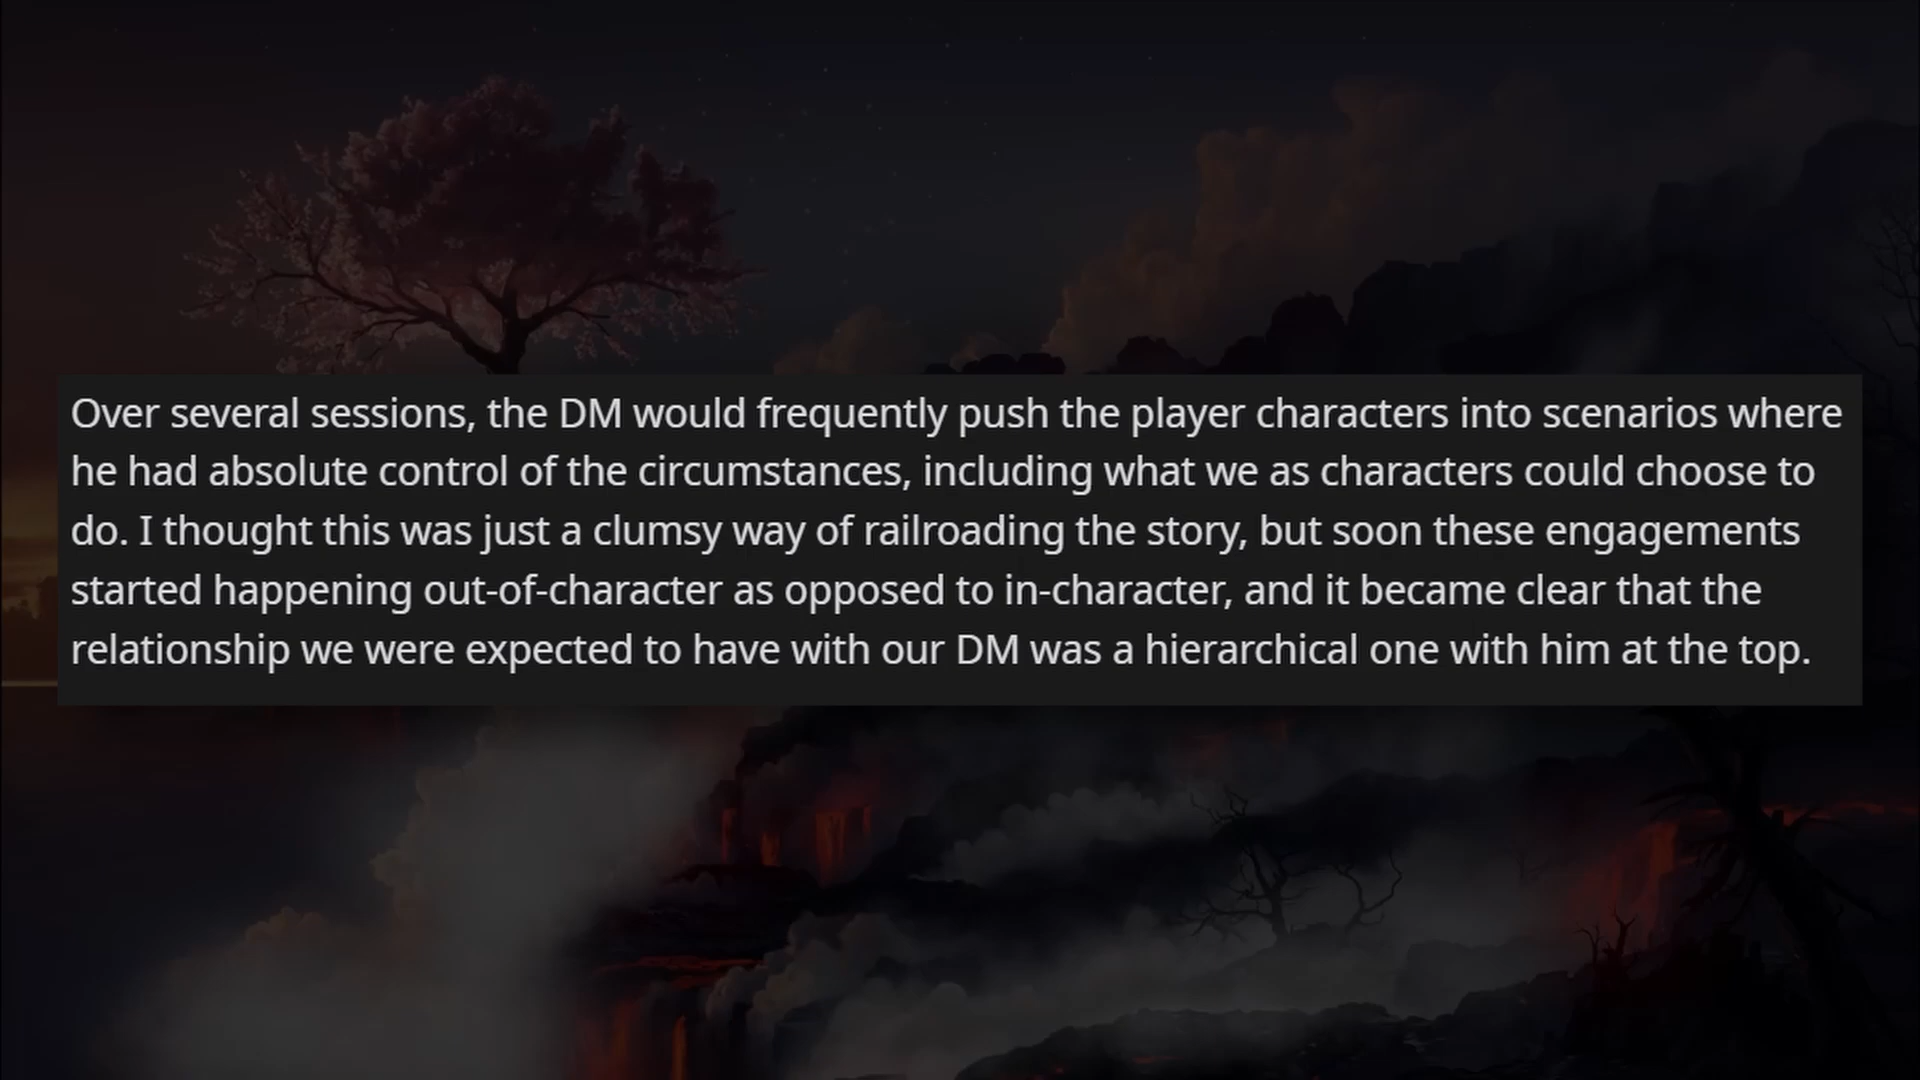 Over several sessions, the DM would frequently push the player characters into scenarios where
he had absolute control of the circumstances, including what we as characters could choose to
do. I thought this was just a clumsy way of railroading the story, but soon these engagements
started happening out-of-character as opposed to in-character, and it became clear that the
relationship we were expected to have with our DM was a hierarchical one with him at the top.